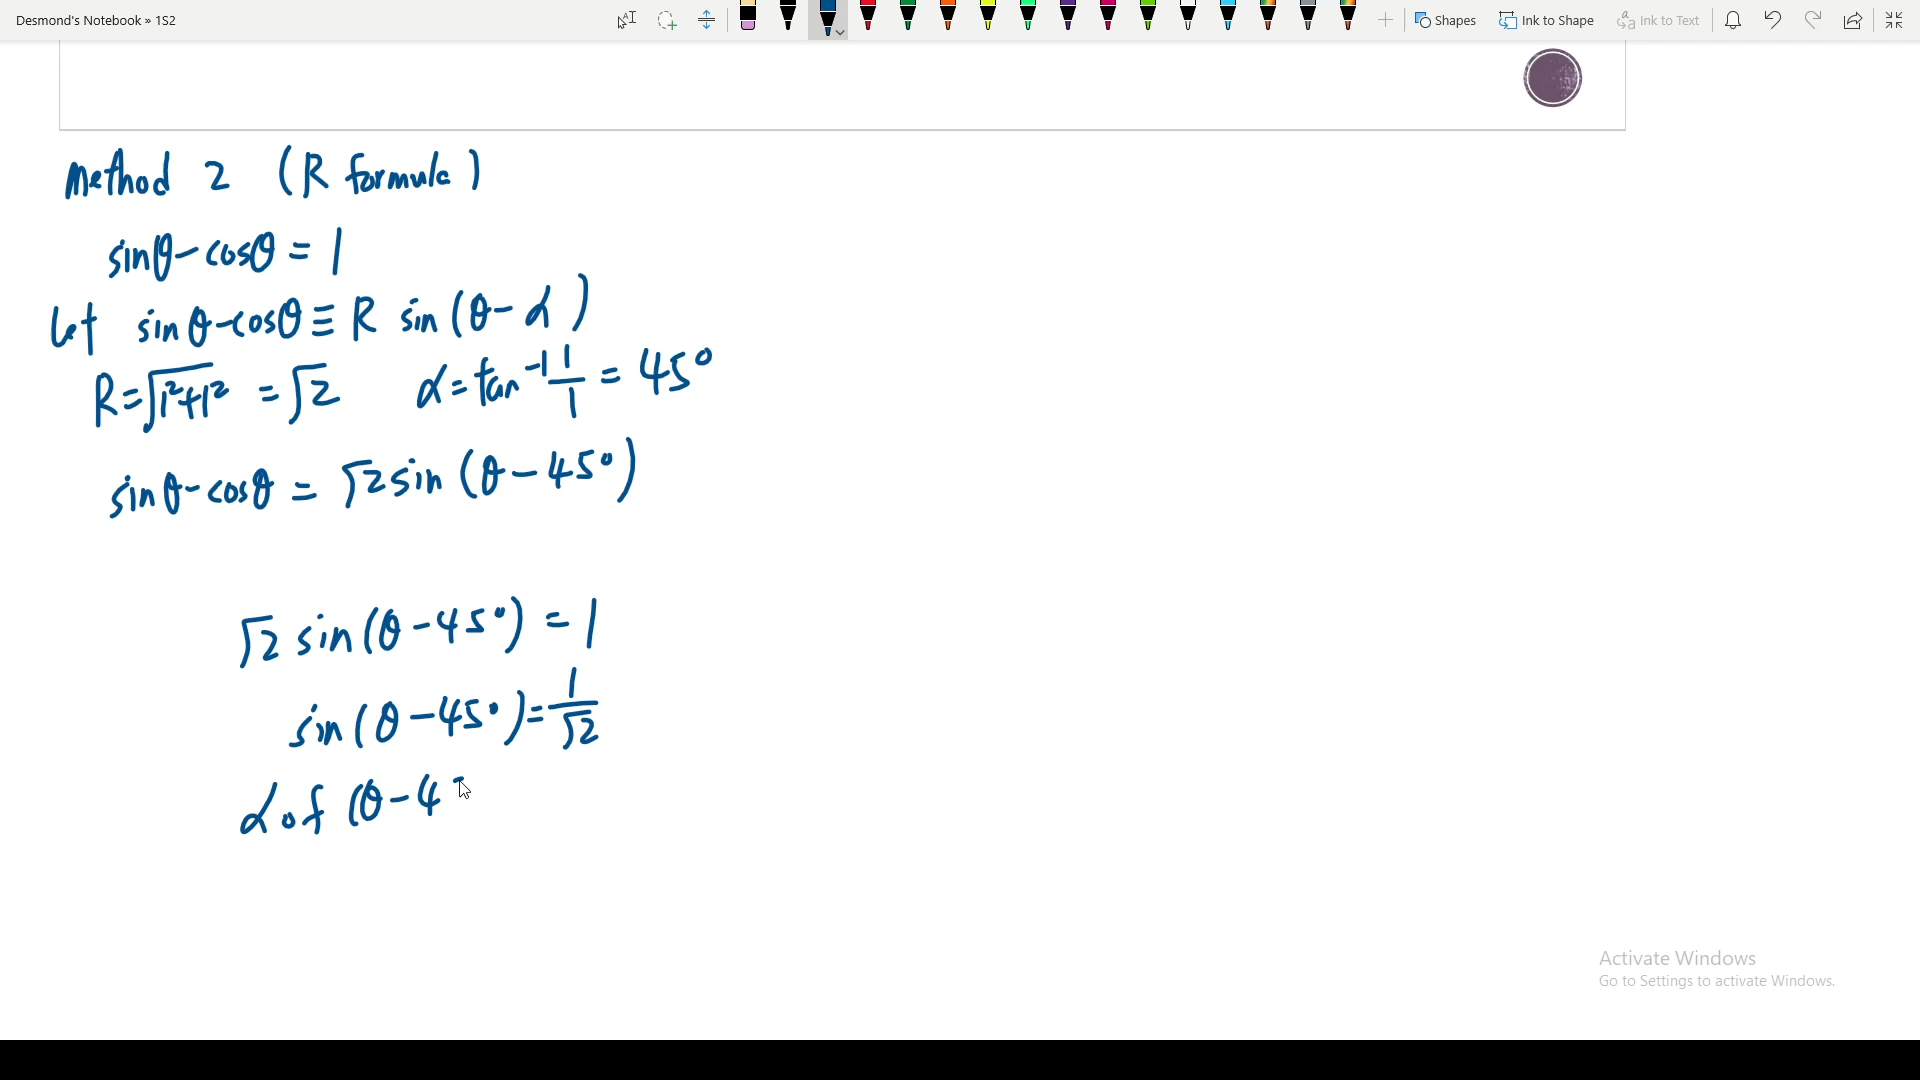 Desmond's Notebook » 1S2
Shapes Ink to Shape Ink to Text
Method 2 (R formula)
sinθ-cosθ = 1
Let sinθ-cosθ ≡ R sin(θ-α)
R=√1²+1² =√2 α=tan⁻¹ 1/1 = 45°
sinθ-cosθ = √2 sin(θ-45°)
√2 sin(θ-45°) = 1
sin(θ-45°)= 1/√2
α of (θ-4
Activate Windows
Go to Settings to activate Windows.